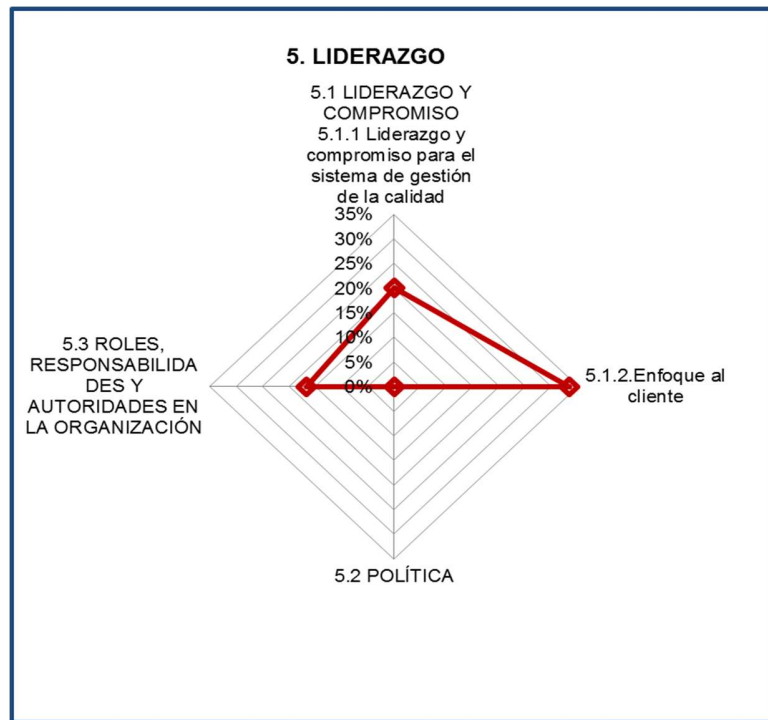 5. LIDERAZGO
5.1 LIDERAZGO Y
COMPROMISO
5.1.1 Liderazgo y
compromiso para el
sistema de gestión
de la calidad
35%
30%
25%
20%
15%
10%
5%
0%
5.3 ROLES,
RESPONSABILIDA
DES Y
AUTORIDADES EN
LA ORGANIZACIÓN
5.1.2.Enfoque al
cliente
5.2 POLÍTICA